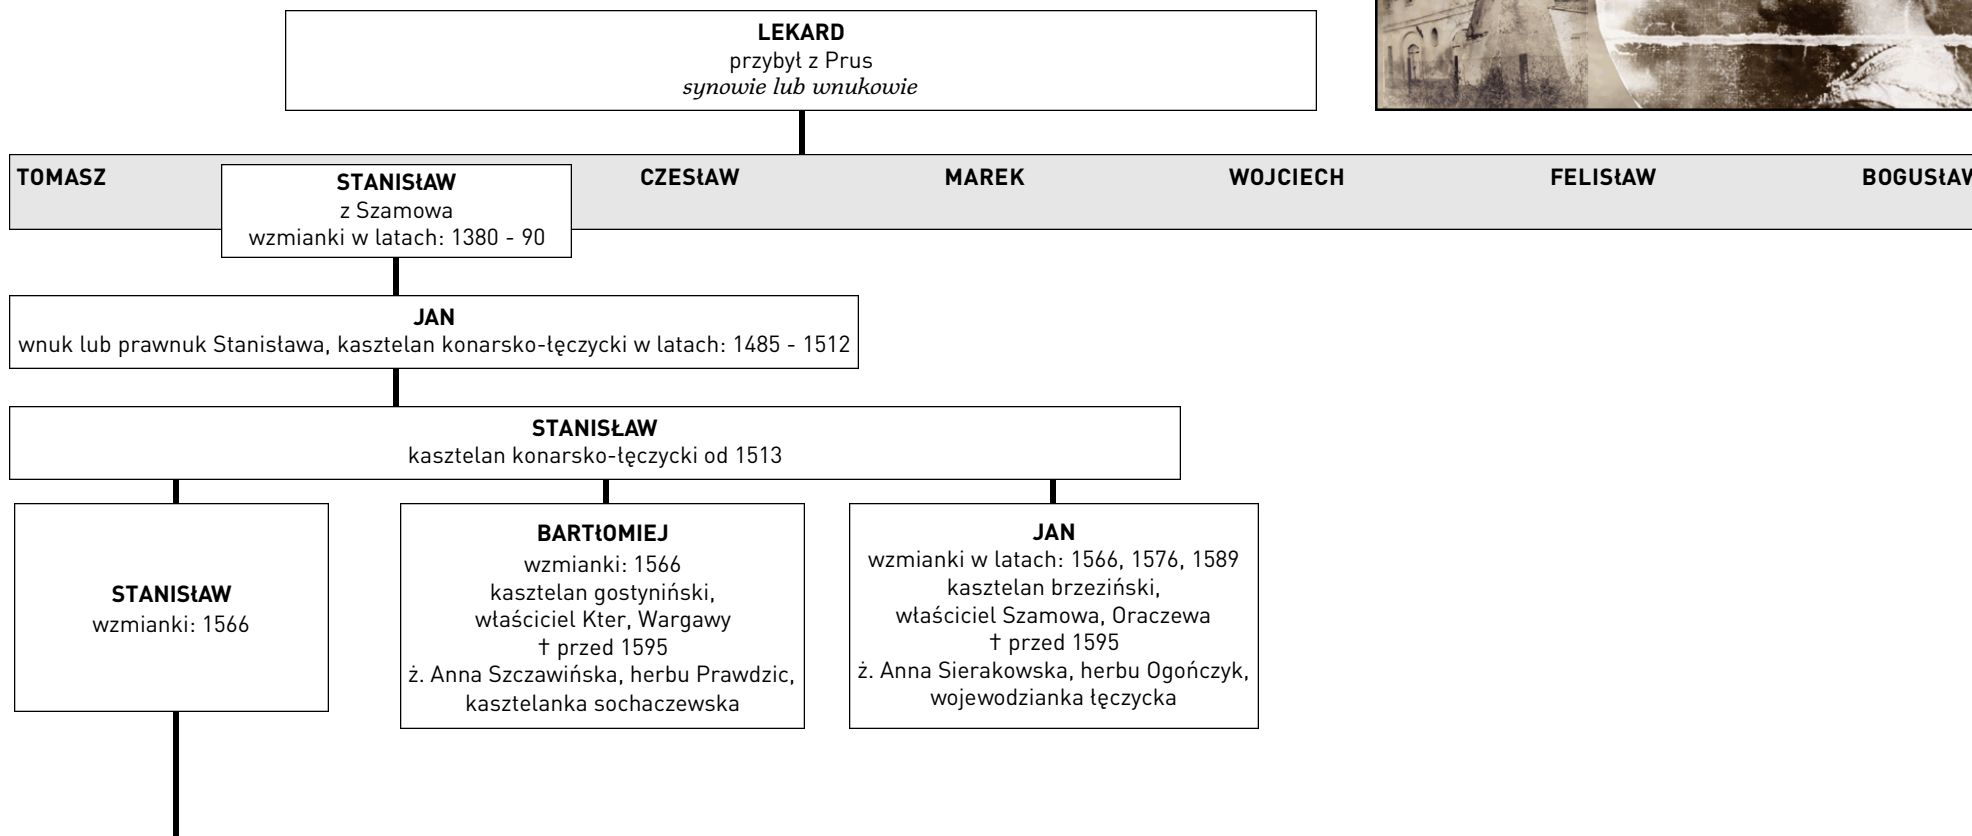 LEKARD
przybył z Prus
synowie lub wnukowie
TOMASZ
STANISłAW
z Szamowa
wzmianki w latach: 1380 - 90
CZESłAW
MAREK
WOJCIECH
FELISłAW
BOGUSłAW
JAN
wnuk lub prawnuk Stanisława, kasztelan konarsko-łęczycki w latach: 1485 - 1512
STANISŁAW
kasztelan konarsko-łęczycki od 1513
STANISłAW
wzmianki: 1566
BARTłOMIEJ
wzmianki: 1566
kasztelan gostyniński,
właściciel Kter, Wargawy
† przed 1595
ż. Anna Szczawińska, herbu Prawdzic,
kasztelanka sochaczewska
JAN
wzmianki w latach: 1566, 1576, 1589
kasztelan brzeziński,
właściciel Szamowa, Oraczewa
† przed 1595
ż. Anna Sierakowska, herbu Ogończyk,
wojewodzianka łęczycka